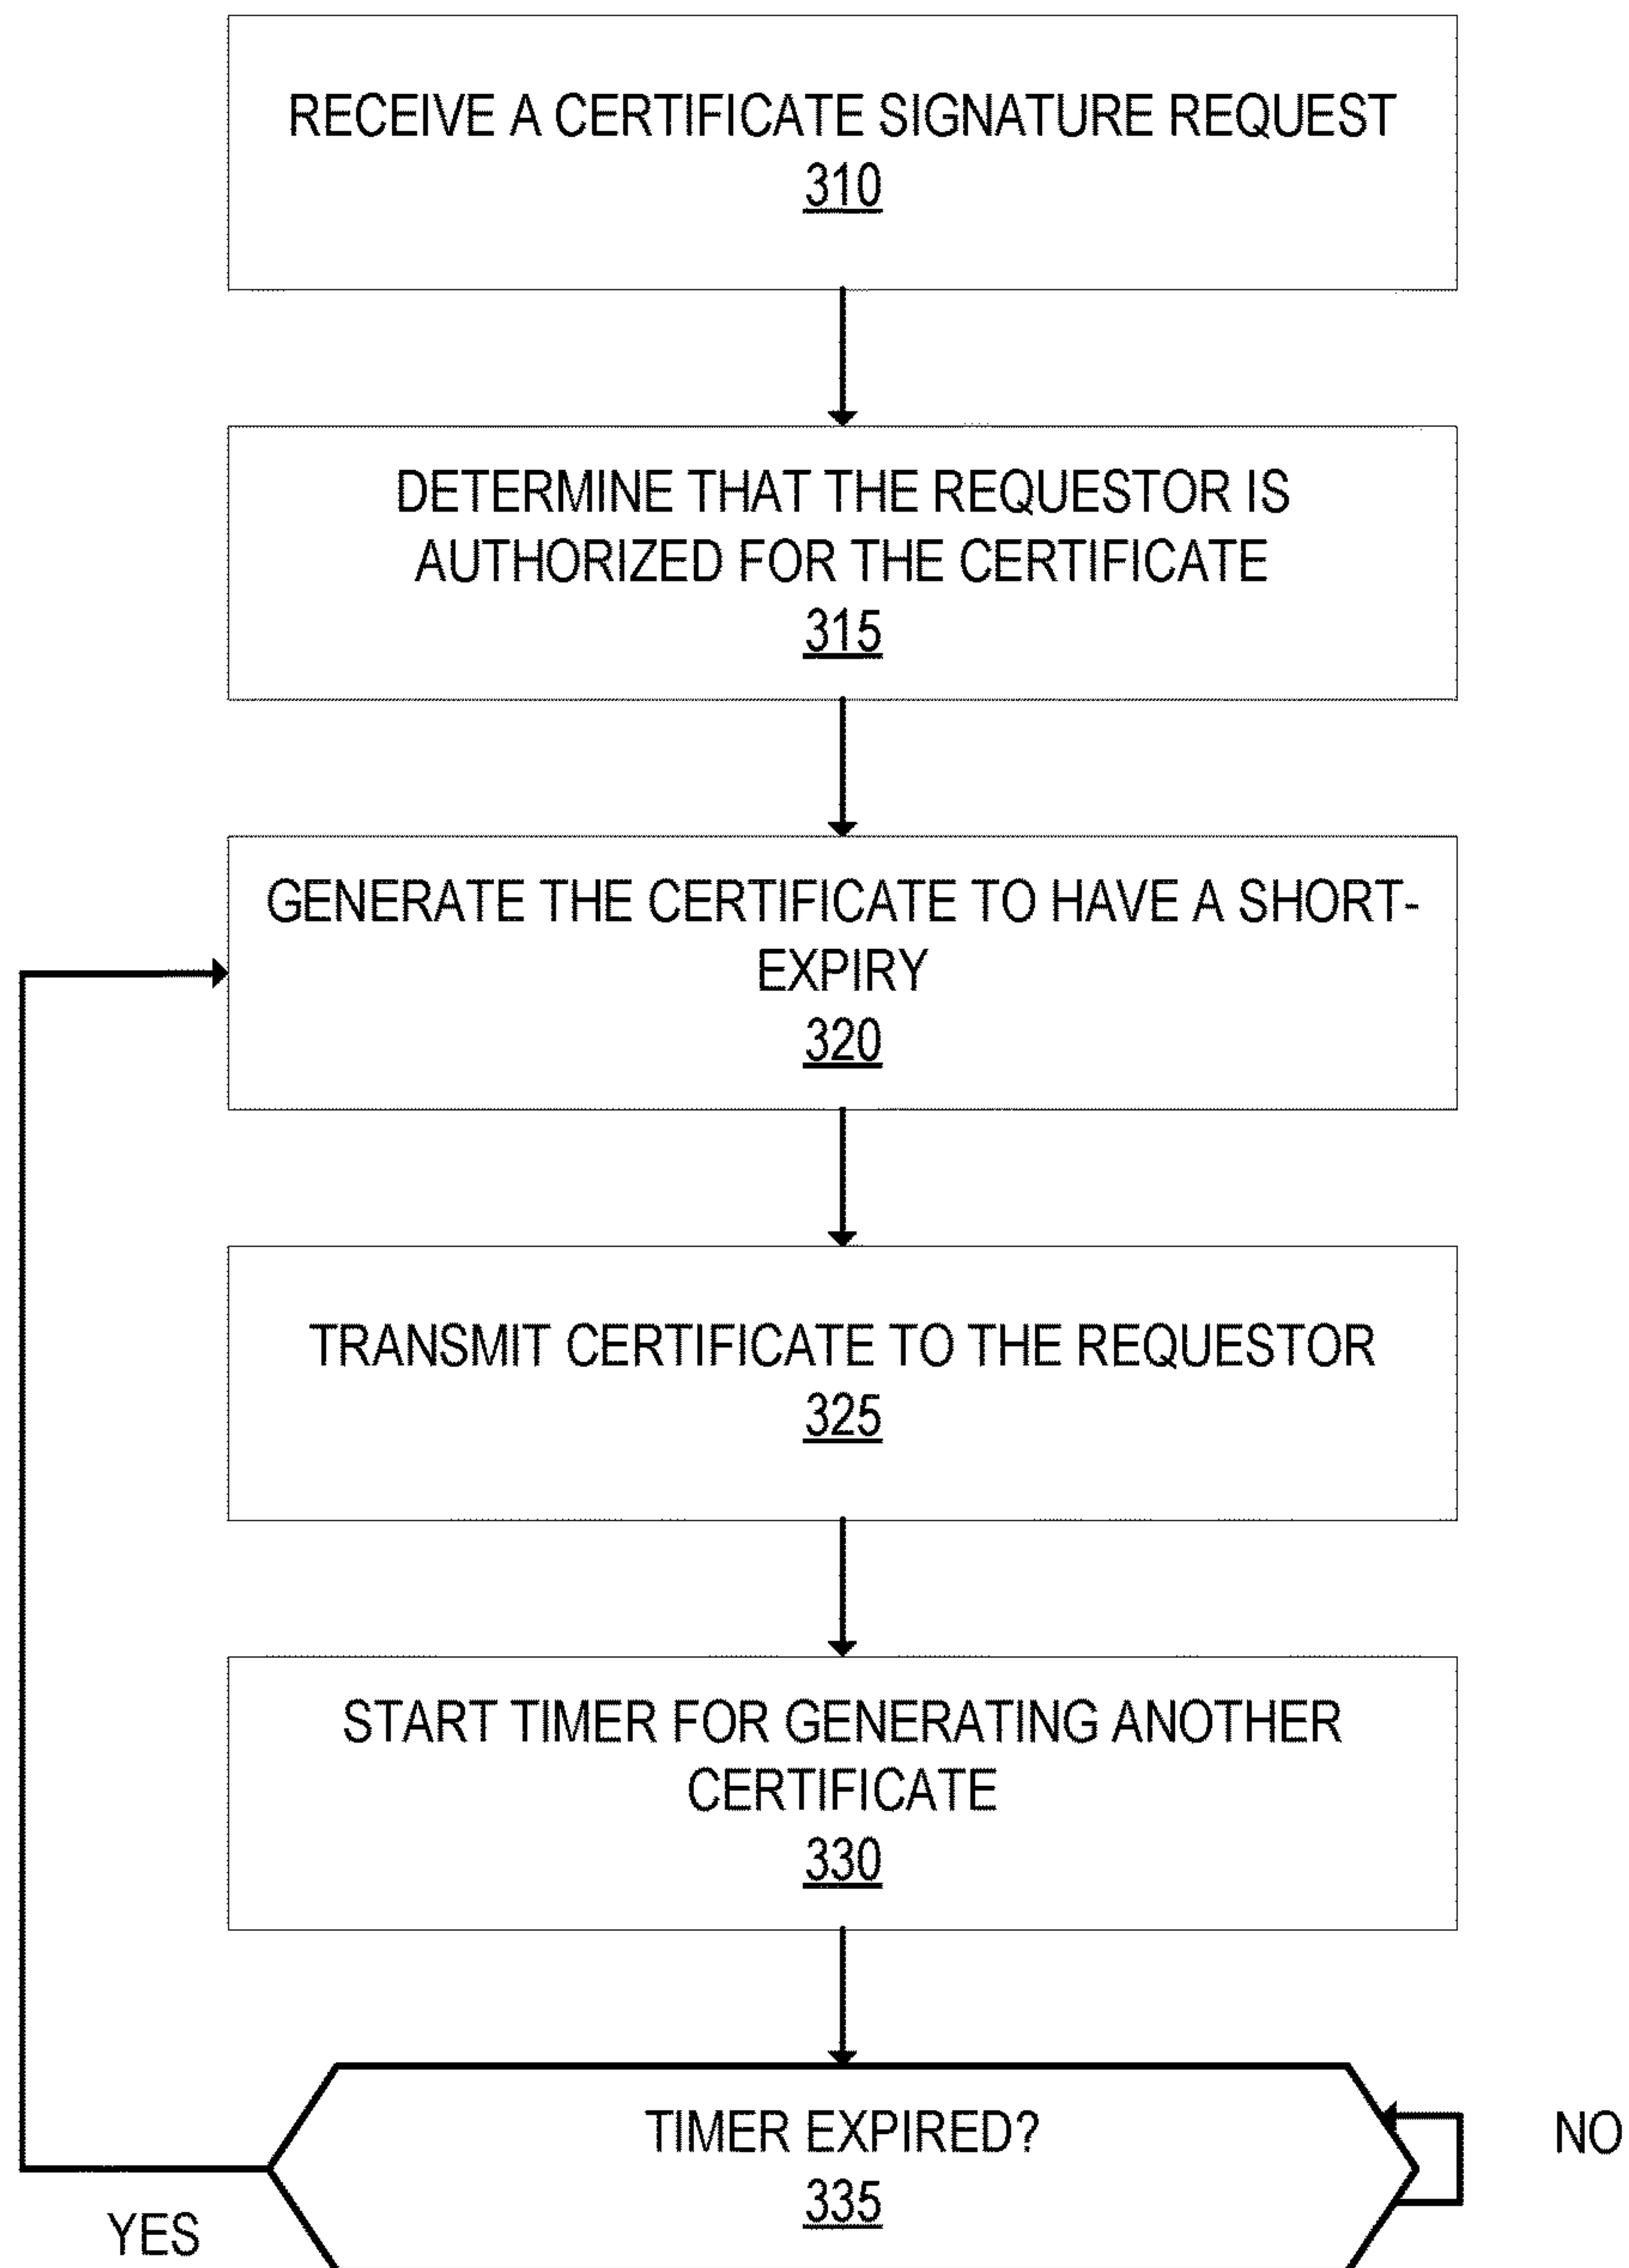 RECEIVE A CERTIFICATE SIGNATURE REQUEST
310
DETERMINE THAT THE REQUESTOR IS
AUTHORIZED FOR THE CERTIFICATE
315
GENERATE THE CERTIFICATE TO HAVE A SHORT-
EXPIRY
320
TRANSMIT CERTIFICATE TO THE REQUESTOR
325
START TIMER FOR GENERATING ANOTHER
CERTIFICATE
330
TIMER EXPIRED?
335
NO
YES